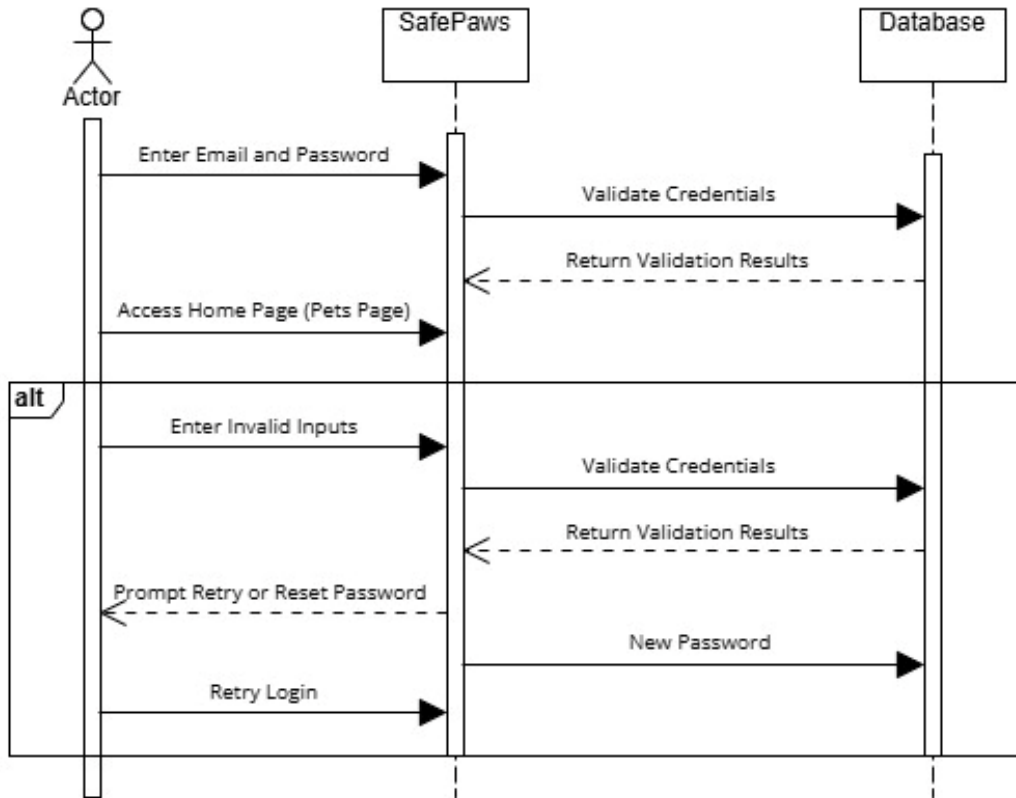 SafePaws
Database
Actor
Enter Email and Password
Validate Credentials
Return Validation Results
Access Home Page (Pets Page)
alt
Enter Invalid Inputs
Validate Credentials
Return Validation Results
Prompt Retry or Reset Password
New Password
Retry Login